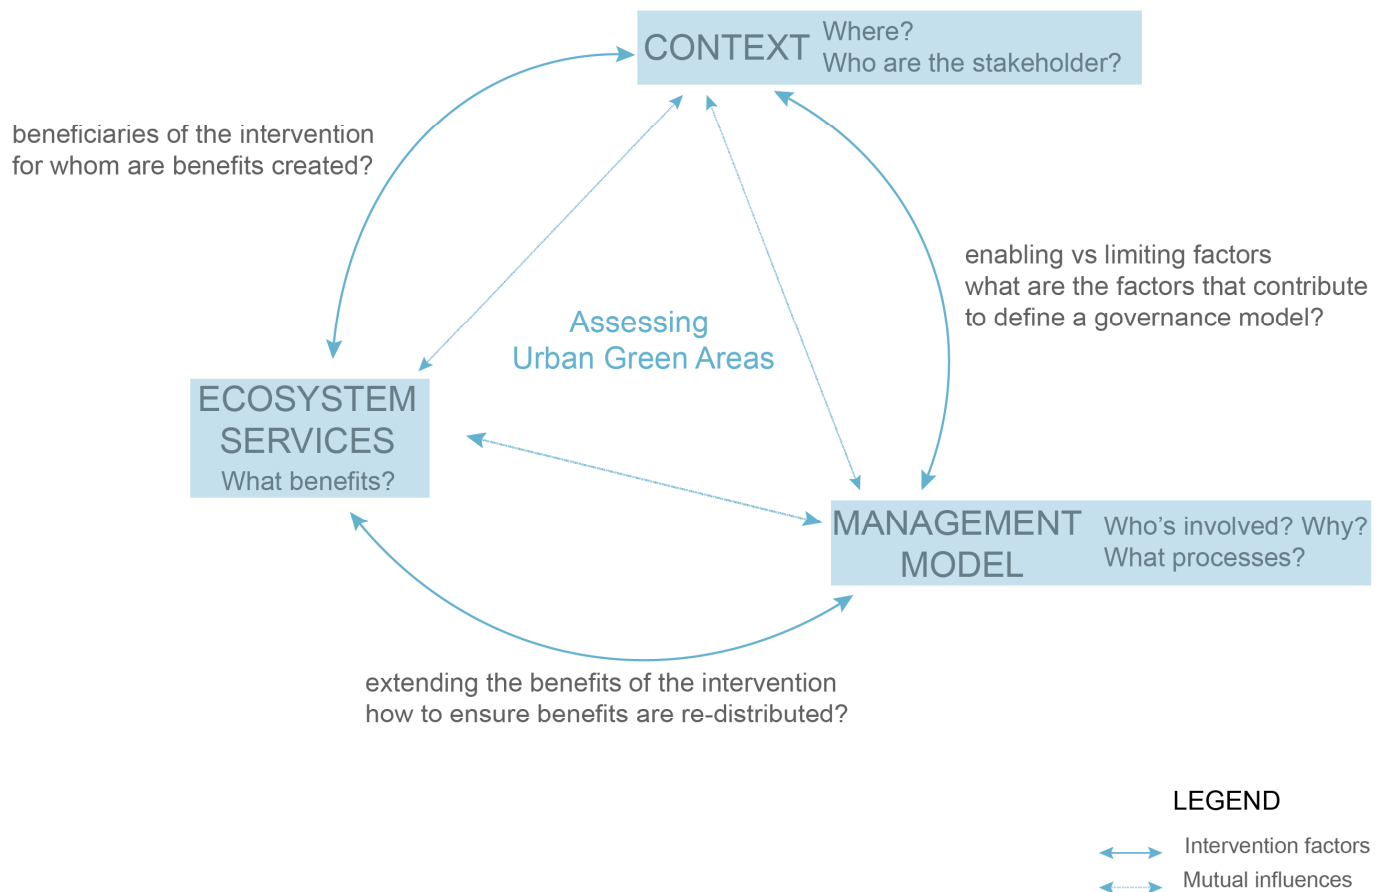 CONTEXT
Where?
Who are the stakeholder?
beneficiaries of the intervention
for whom are benefits created?
enabling vs limiting factors
what are the factors that contribute
to define a governance model?
Assessing
Urban Green Areas
ECOSYSTEM
SERVICES
What benefits?
MANAGEMENT
MODEL
Who’s involved? Why?
What processes?
extending the benefits of the intervention
how to ensure benefits are re-distributed?
LEGEND
Intervention factors
Mutual influences